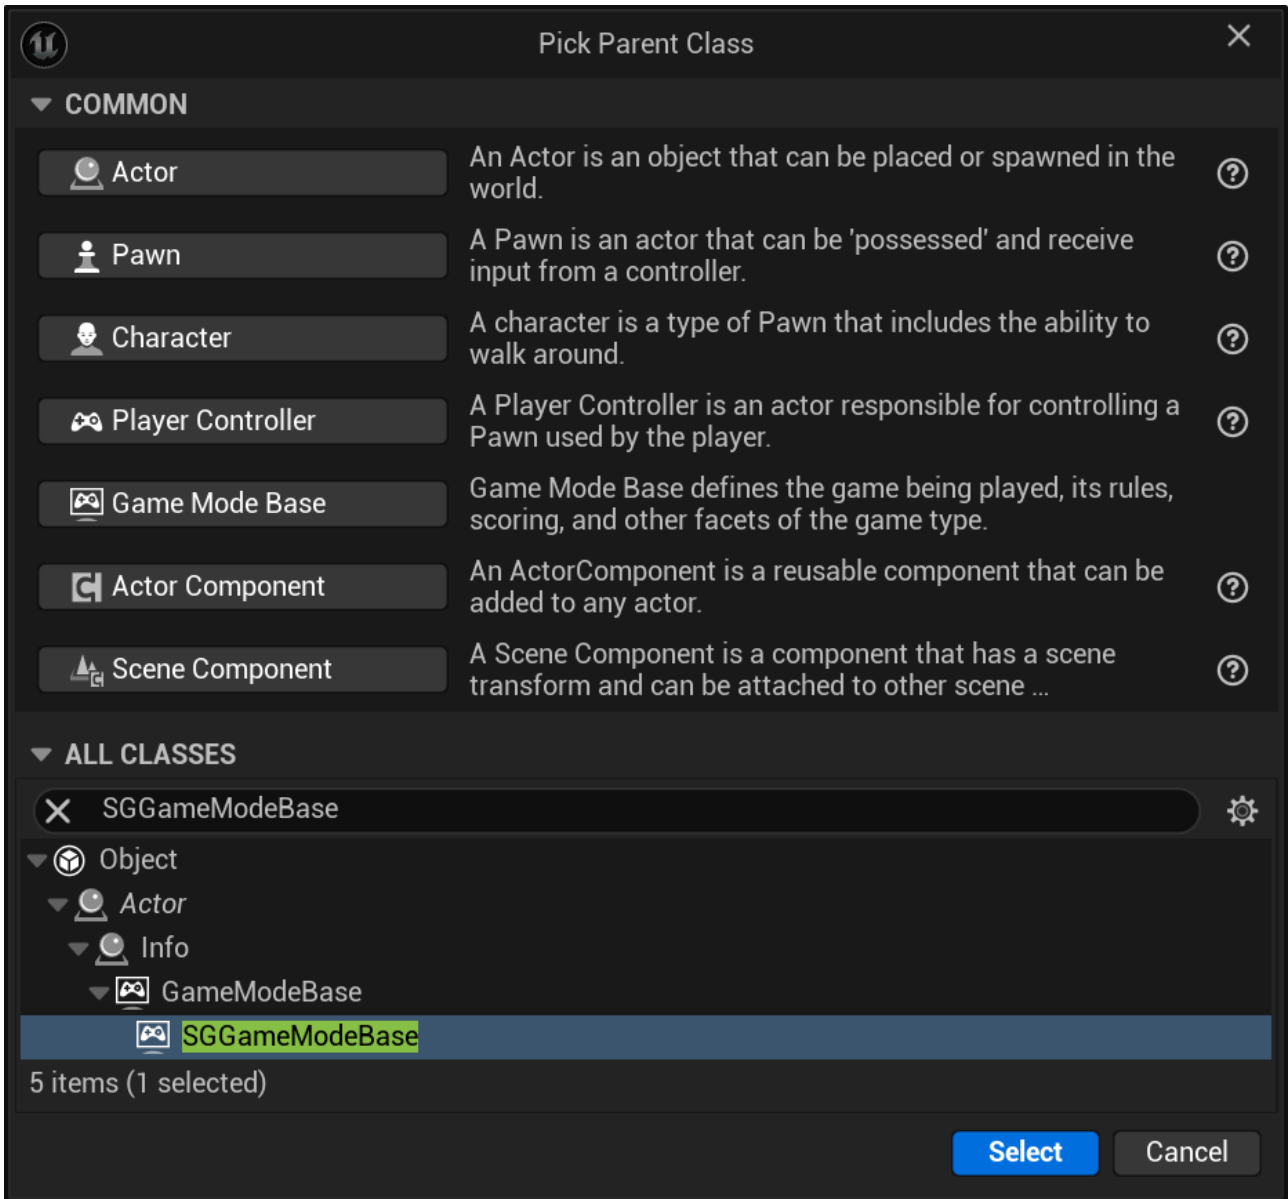 Pick Parent Class
COMMON
Actor
An Actor is an object that can be placed or spawned in the
world.
Pawn
A Pawn is an actor that can be 'possessed' and receive
input from a controller.
Character
A character is a type of Pawn that includes the ability to
walk around.
Player Controller
A Player Controller is an actor responsible for controlling a
Pawn used by the player.
Game Mode Base
Game Mode Base defines the game being played, its rules,
scoring, and other facets of the game type.
Actor Component
An ActorComponent is a reusable component that can be
added to any actor.
Scene Component
A Scene Component is a component that has a scene
transform and can be attached to other scene ...
ALL CLASSES
SGGameModeBase
Object
Actor
Info
GameModeBase
SGGameModeBase
5 items (1 selected)
Select
Cancel